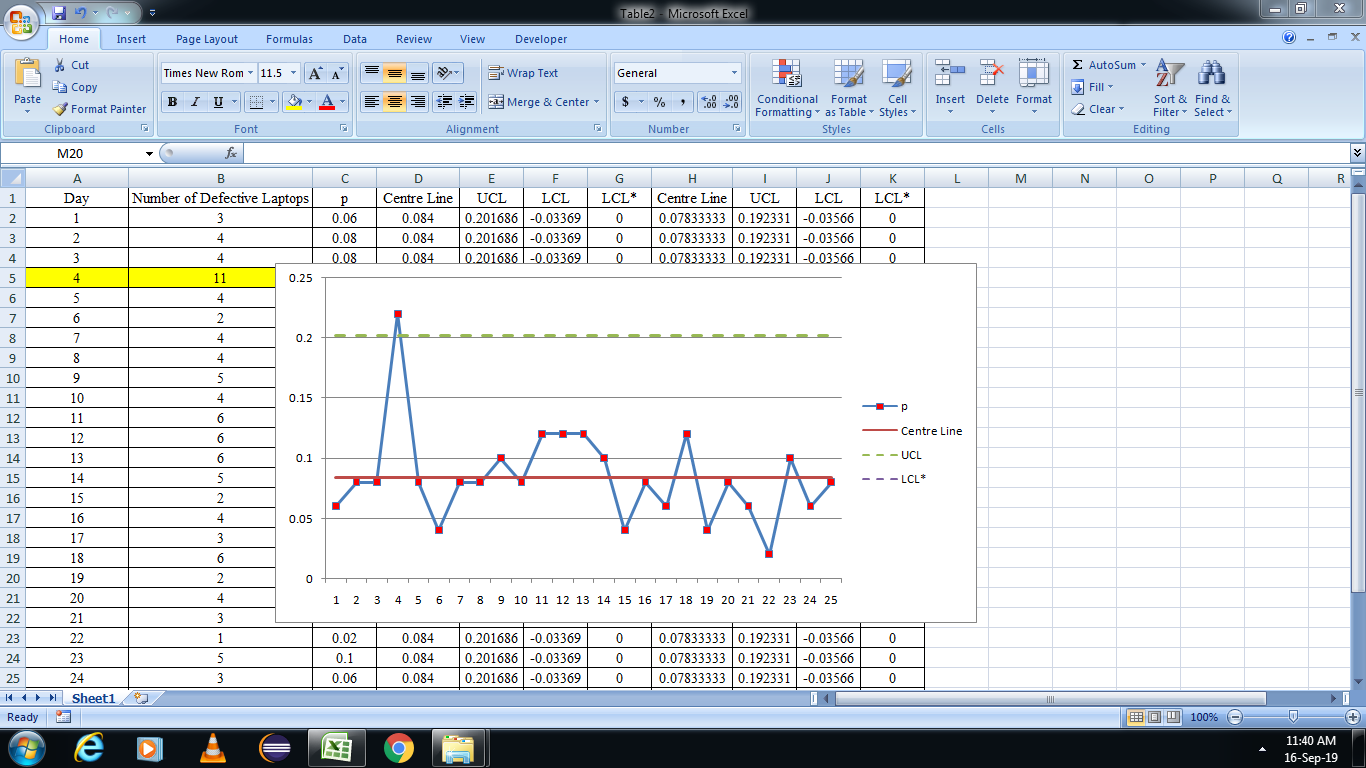 Table2 - Microsoft Excel
Home Insert Page Layout Formulas Data Review View Developer
Paste Cut Copy Format Painter
Times New Rom 11.5 A A
B I U A
Wrap Text
Merge & Center
General
$ % , .0 .00 .00 .0
Conditional Formatting Format as Table Cell Styles
Insert Delete Format
Σ AutoSum Fill Clear
Sort & Filter Find & Select
Clipboard Font Alignment Number Styles Cells Editing
M20 fx
A B C D E F G H I J K L M N O P Q R
1 Day Number of Defective Laptops p Centre Line UCL LCL LCL* Centre Line UCL LCL LCL*
2 1 3 0.06 0.084 0.201686 -0.03369 0 0.07833333 0.192331 -0.03566 0
3 2 4 0.08 0.084 0.201686 -0.03369 0 0.07833333 0.192331 -0.03566 0
4 3 4 0.08 0.084 0.201686 -0.03369 0 0.07833333 0.192331 -0.03566 0
5 4 11
6 5 4
7 6 2
8 7 4
9 8 4
10 9 5
11 10 4
12 11 6
13 12 6
14 13 6
15 14 5
16 15 2
17 16 4
18 17 3
19 18 6
20 19 2
21 20 4
22 21 3
0.25
0.2
0.15
0.1
0.05
0
1 2 3 4 5 6 7 8 9 10 11 12 13 14 15 16 17 18 19 20 21 22 23 24 25
p
Centre Line
UCL
LCL*
23 22 1 0.02 0.084 0.201686 -0.03369 0 0.07833333 0.192331 -0.03566 0
24 23 5 0.1 0.084 0.201686 -0.03369 0 0.07833333 0.192331 -0.03566 0
25 24 3 0.06 0.084 0.201686 -0.03369 0 0.07833333 0.192331 -0.03566 0
Sheet1
Ready 100%
11:40 AM
16-Sep-19